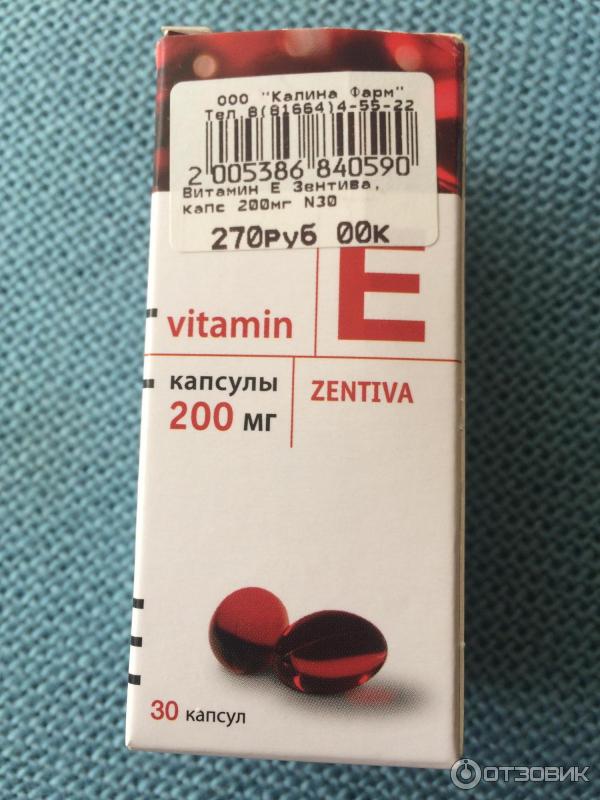 ООО "Калина Фарм"
Тел.8(81664)4-55-22
2 005386 840590
Витамин Е Зентива,
капс 200мг N30
270руб 00к
E
vitamin
капсулы
ZENTIVA
200 мг
30 капсул
ОТЗОВИК